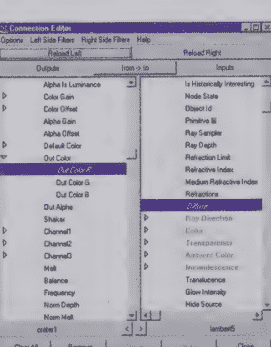 Connection Editor
Options Left Side Filters Right Side Filters Help
Reload Left Reload Right
Outputs from -> to Inputs
Alpha Is Luminance
Color Gain
Color Offset
Alpha Gain
Alpha Offset
Default Color
Out Color
Out Color R
Out Color G
Out Color B
Out Alpha
Shaker
Channel1
Channel2
Channel3
Melt
Balance
Frequency
Norm Depth
Norm Melt
crater1
Is Historically Interesting
Node State
Object Id
Primitive Id
Ray Sampler
Ray Depth
Refraction Limit
Refractive Index
Medium Refractive Index
Refractions
Diffuse
Ray Direction
Color
Transparency
Ambient Color
Incandescence
Translucence
Glow Intensity
Hide Source
lambert5